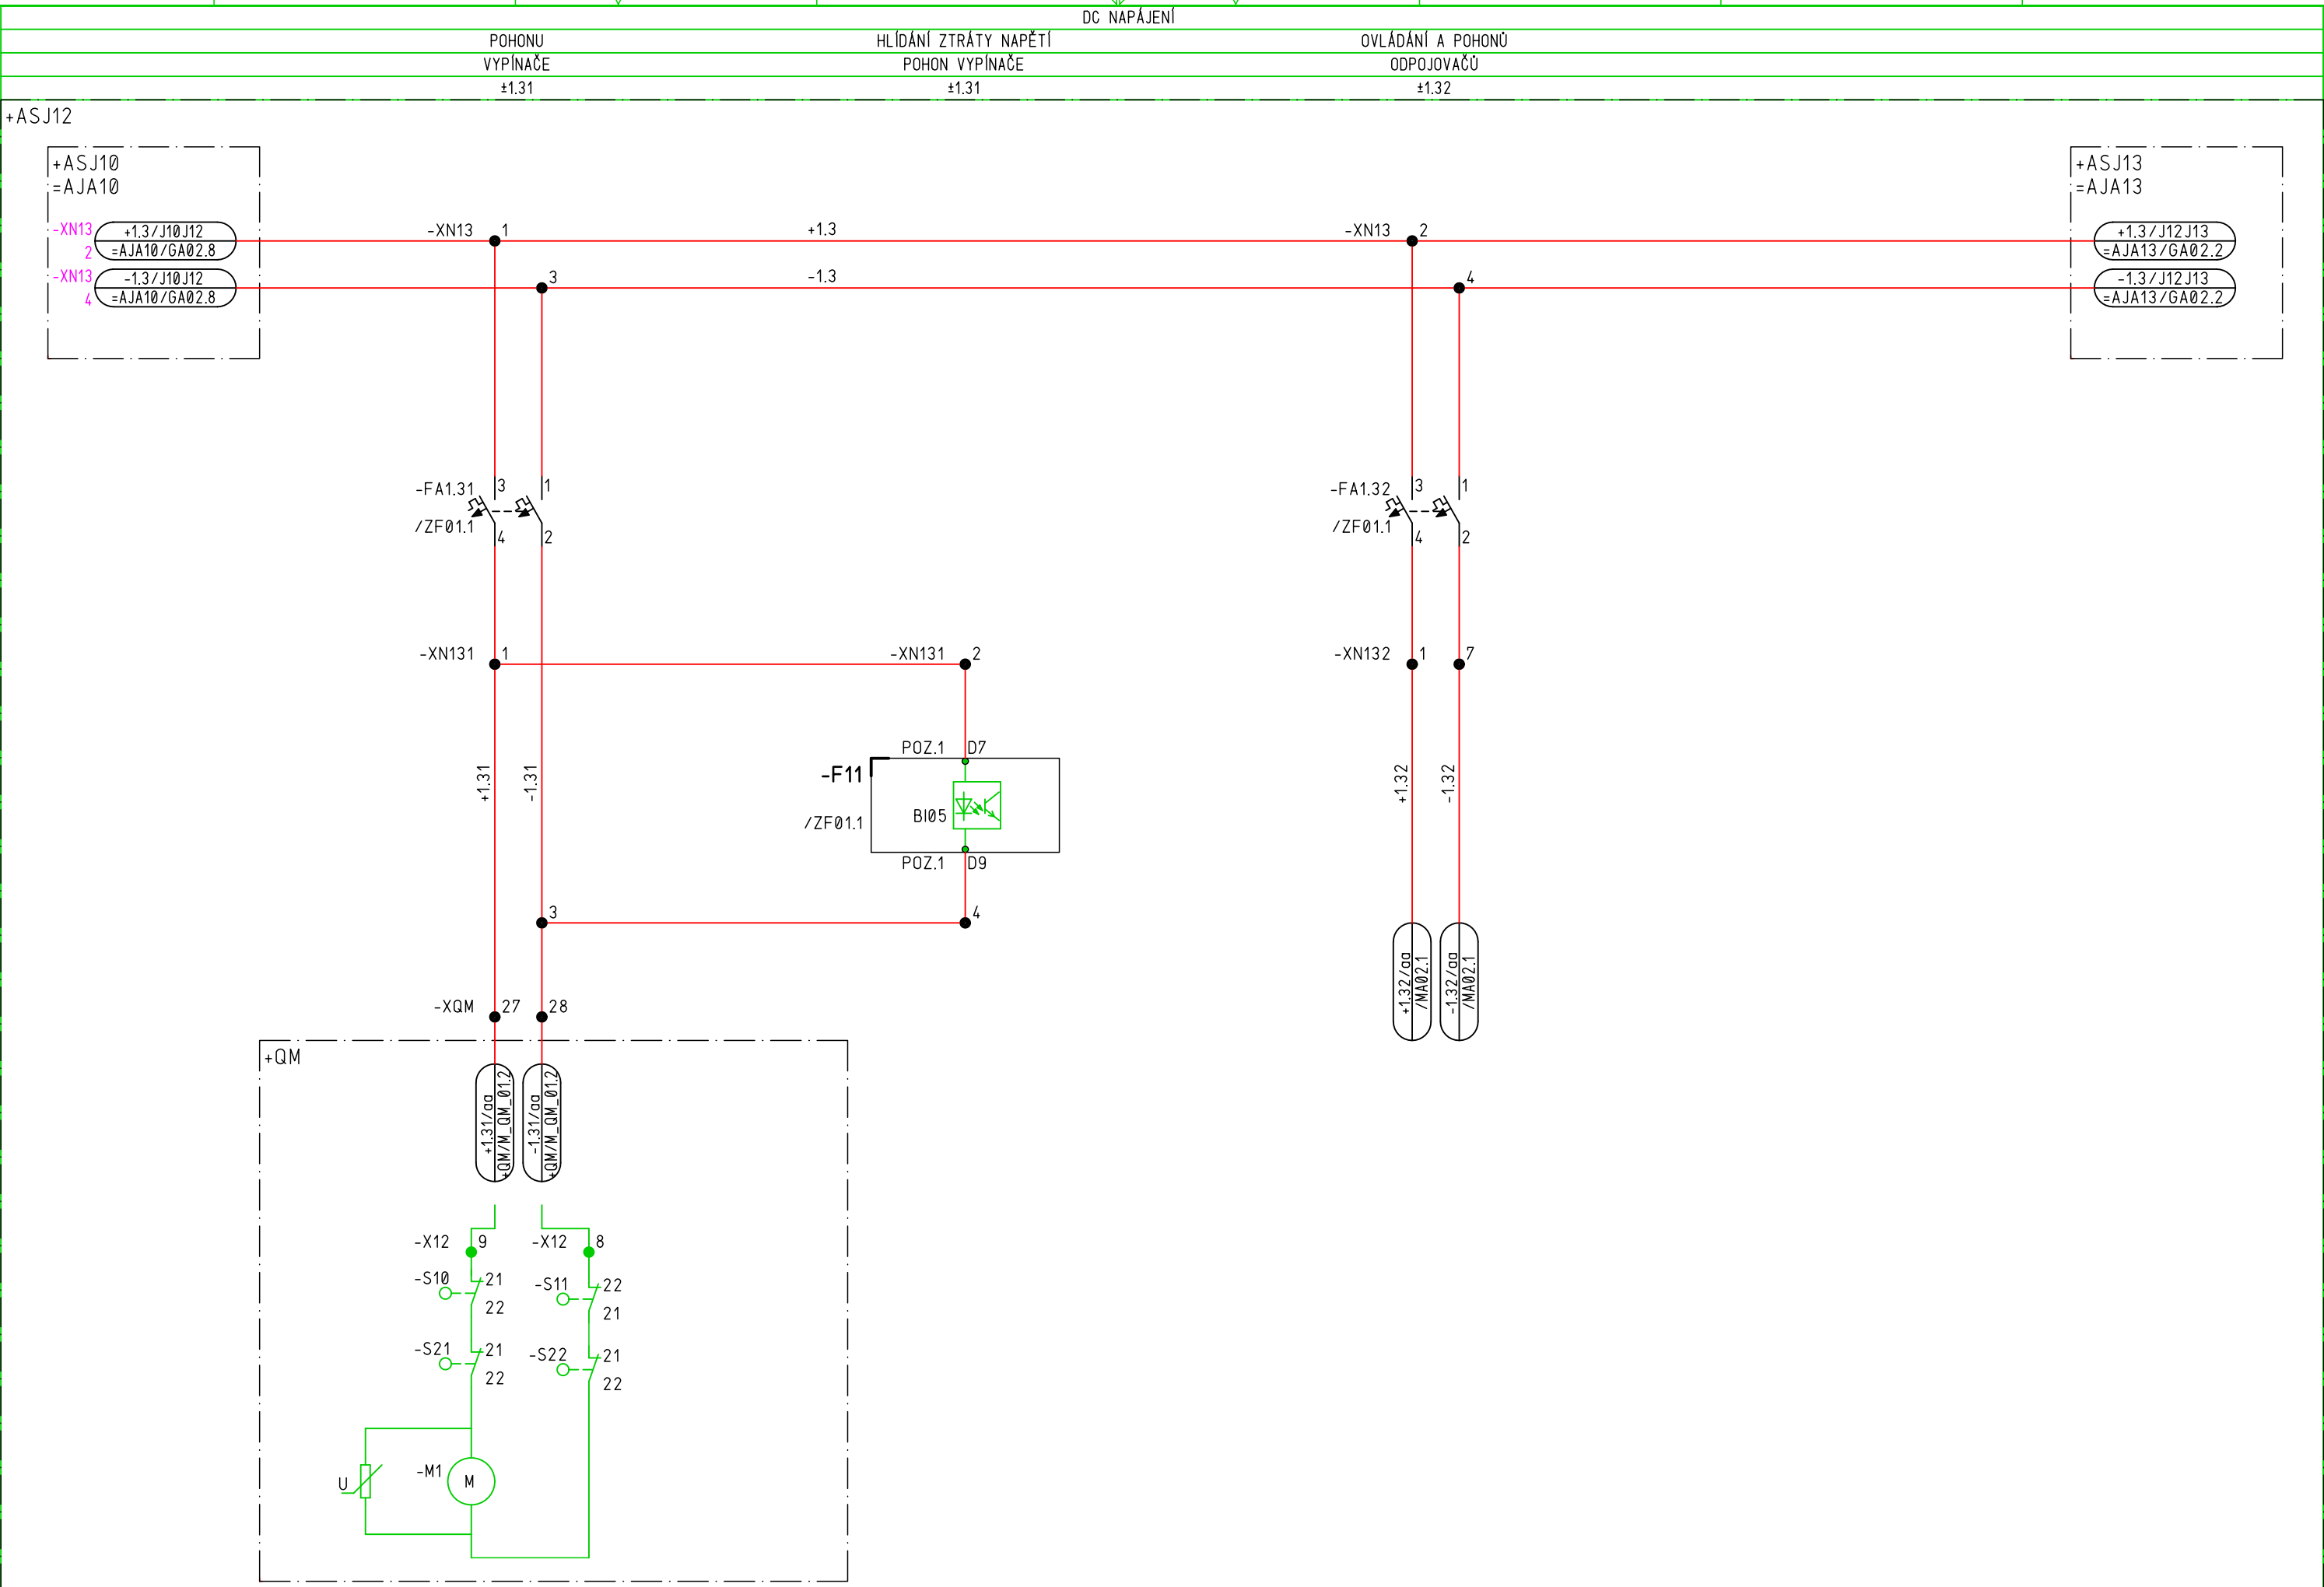 DC NAPÁJENÍ
POHONU
HLÍDÁNÍ ZTRÁTY NAPĚTÍ
OVLÁDÁNÍ A POHONŮ
VYPÍNAČE
POHON VYPÍNAČE
ODPOJOVAČŮ
±1.31
±1.31
±1.32
+ASJ12
+ASJ10
=AJA10
+ASJ13
=AJA13
-XN13
2
+1.3/J10J12
=AJA10/GA02.8
-XN13
1
+1.3
-XN13
2
+1.3/J12J13
=AJA13/GA02.2
-XN13
4
-1.3/J10J12
=AJA10/GA02.8
3
-1.3
4
-1.3/J12J13
=AJA13/GA02.2
-FA1.31
/ZF01.1
3
4
1
2
-FA1.32
/ZF01.1
3
4
1
2
-XN131
1
-XN131
2
-XN132
1
7
+1.31
-1.31
POZ.1
D7
-F11
/ZF01.1
BI05
POZ.1
D9
+1.32
-1.32
3
4
+1.32/aa
/MA02.1
-1.32/aa
/MA02.1
-XQM
27
28
+QM
+1.31/aa
+QM/M_QM_01.2
-1.31/aa
+QM/M_QM_01.2
-X12
9
-X12
8
-S10
21
22
-S11
22
21
-S21
21
22
-S22
21
22
U
-M1
M